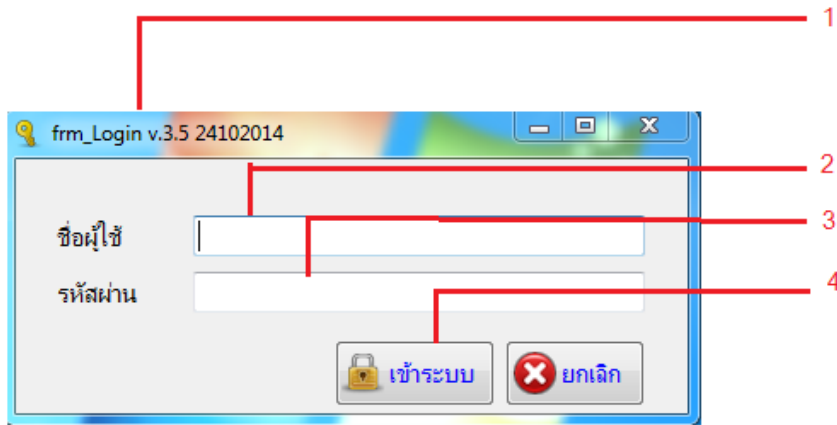 1
frm_Login v.3.5 24102014
2
ชื่อผู้ใช้
3
รหัสผ่าน
4
เข้าระบบ
ยกเลิก